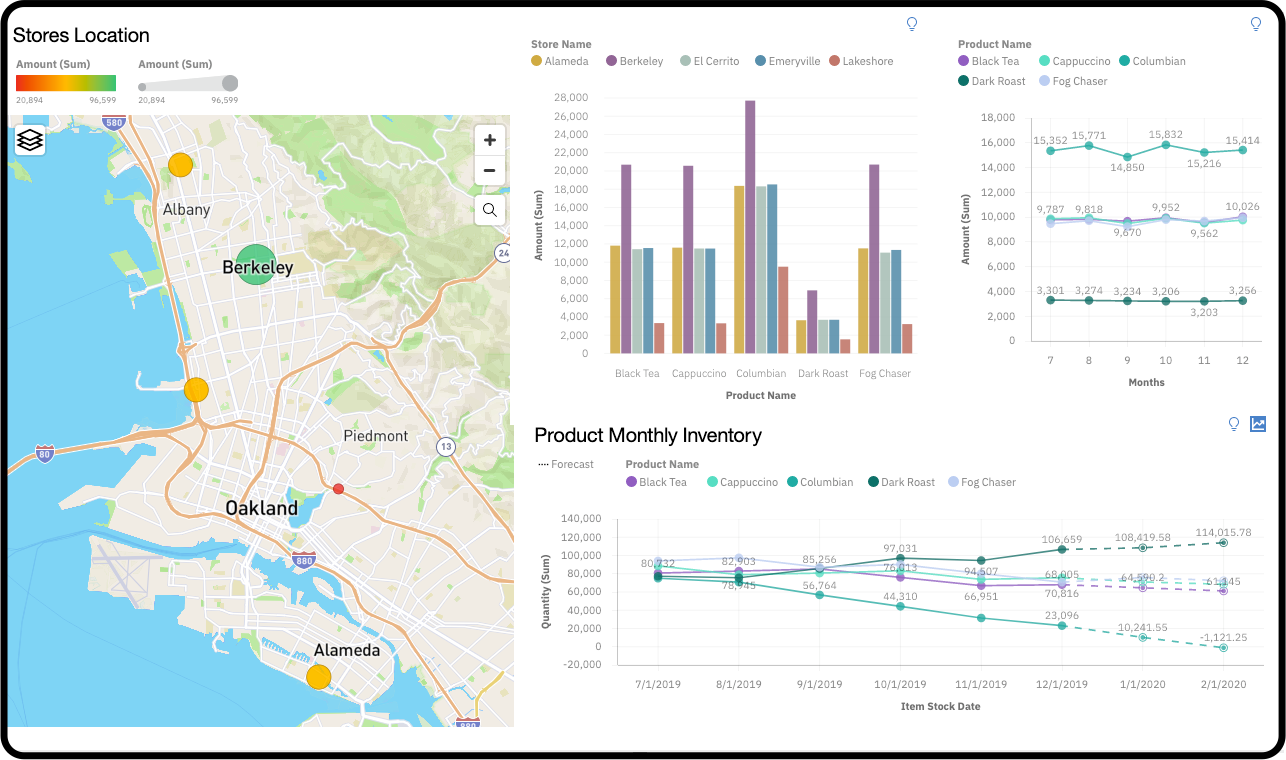 Stores Location
Amount (Sum)
20,894 96,599
Amount (Sum)
20,894 96,599
580
Albany
Berkeley
24
Piedmont
13
80
Oakland
880
Alameda
880
Store Name
Alameda Berkeley El Cerrito Emeryville Lakeshore
28,000
26,000
24,000
22,000
20,000
18,000
16,000
14,000
12,000
10,000
8,000
6,000
4,000
2,000
0
Amount (Sum)
Black Tea Cappuccino Columbian Dark Roast Fog Chaser
Product Name
Product Name
Black Tea Cappuccino Columbian
Dark Roast Fog Chaser
18,000
16,000
14,000
12,000
10,000
8,000
6,000
4,000
2,000
0
Amount (Sum)
15,352 15,771 14,850 15,832 15,216 15,414
9,787 9,818 9,670 9,952 9,562 10,026
3,301 3,274 3,234 3,206 3,203 3,256
7 8 9 10 11 12
Months
Product Monthly Inventory
Forecast
Product Name
Black Tea Cappuccino Columbian Dark Roast Fog Chaser
140,000
120,000
100,000
80,000
60,000
40,000
20,000
0
-20,000
Quantity (Sum)
97,031 106,659 108,419.58 114,015.78
80,732 82,903 85,256 76,013 94,507 68,005 64,590.2 61,145
78,945 56,764 44,310 66,951 70,816
23,096 10,241.55 -1,121.25
7/1/2019 8/1/2019 9/1/2019 10/1/2019 11/1/2019 12/1/2019 1/1/2020 2/1/2020
Item Stock Date